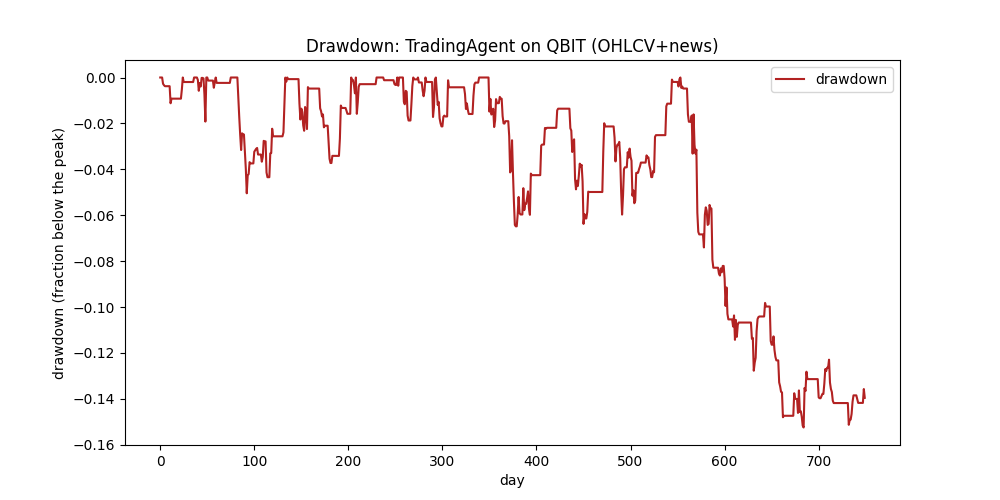 Drawdown: TradingAgent on QBIT (OHLCV+news)
drawdown
drawdown (fraction below the peak)
0.00
−0.02
−0.04
−0.06
−0.08
−0.10
−0.12
−0.14
−0.16
0 100 200 300 400 500 600 700
day